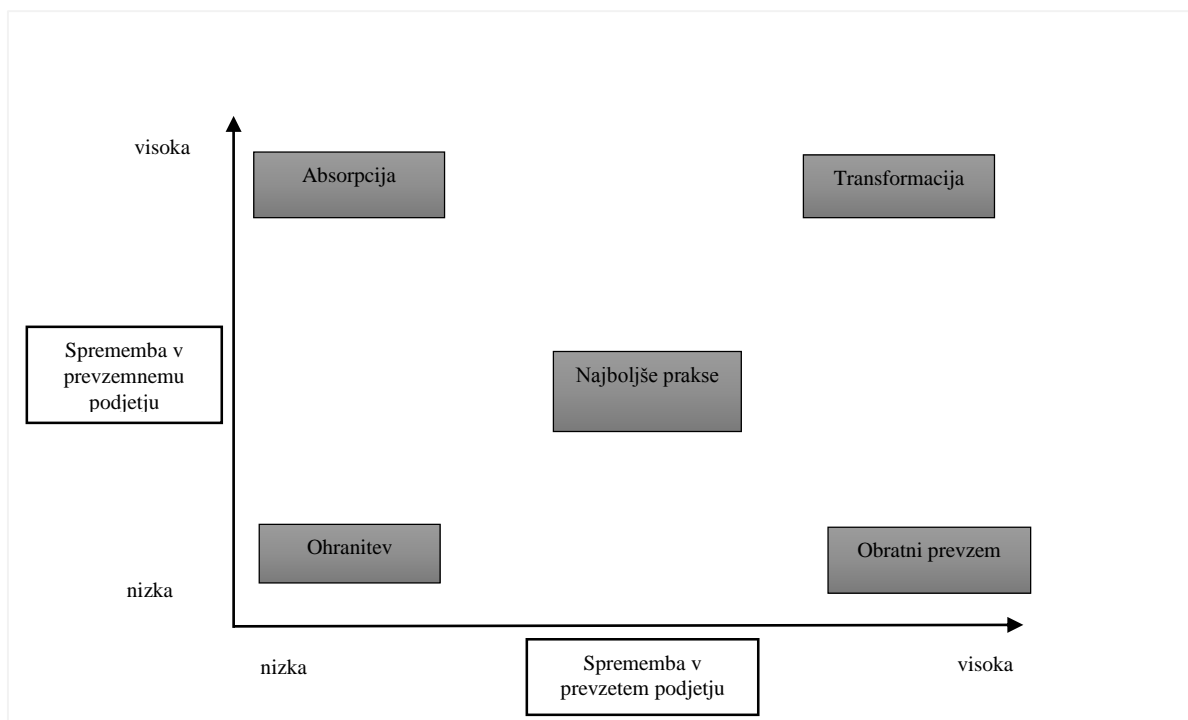 visoka
Absorpcija
Transformacija
Sprememba v
prevzemnemu
podjetju
Najboljše prakse
Ohranitev
Obratni prevzem
nizka
nizka
Sprememba v
prevzetem podjetju
visoka